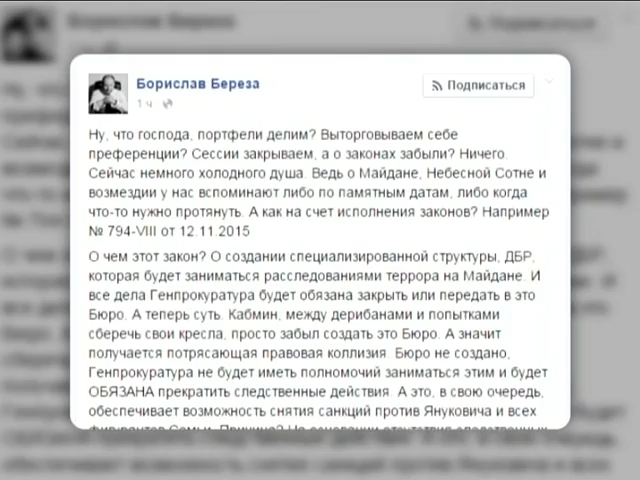 Борислав Береза
Подписаться
1 ч
Ну, что господа, портфели делим? Выторговываем себе
преференции? Сессии закрываем, а о законах забыли? Ничего.
Сейчас немного холодного душа. Ведь о Майдане, Небесной Сотне и
возмездии у нас вспоминают либо по памятным датам, либо когда
что-то нужно протянуть. А как на счет исполнения законов? Например
№ 794-VIII от 12.11.2015
О чем этот закон? О создании специализированной структуры, ДБР,
которая будет заниматься расследованиями террора на Майдане. И
все дела Генпрокуратура будет обязана закрыть или передать в это
Бюро. А теперь суть. Кабмин, между дерибанами и попытками
сберечь свои кресла, просто забыл создать это Бюро. А значит
получается потрясающая правовая коллизия. Бюро не создано,
Генпрокуратура не будет иметь полномочий заниматься этим и будет
ОБЯЗАНА прекратить следственные действия. А это, в свою очередь,
обеспечивает возможность снятия санкций против Януковича и всех